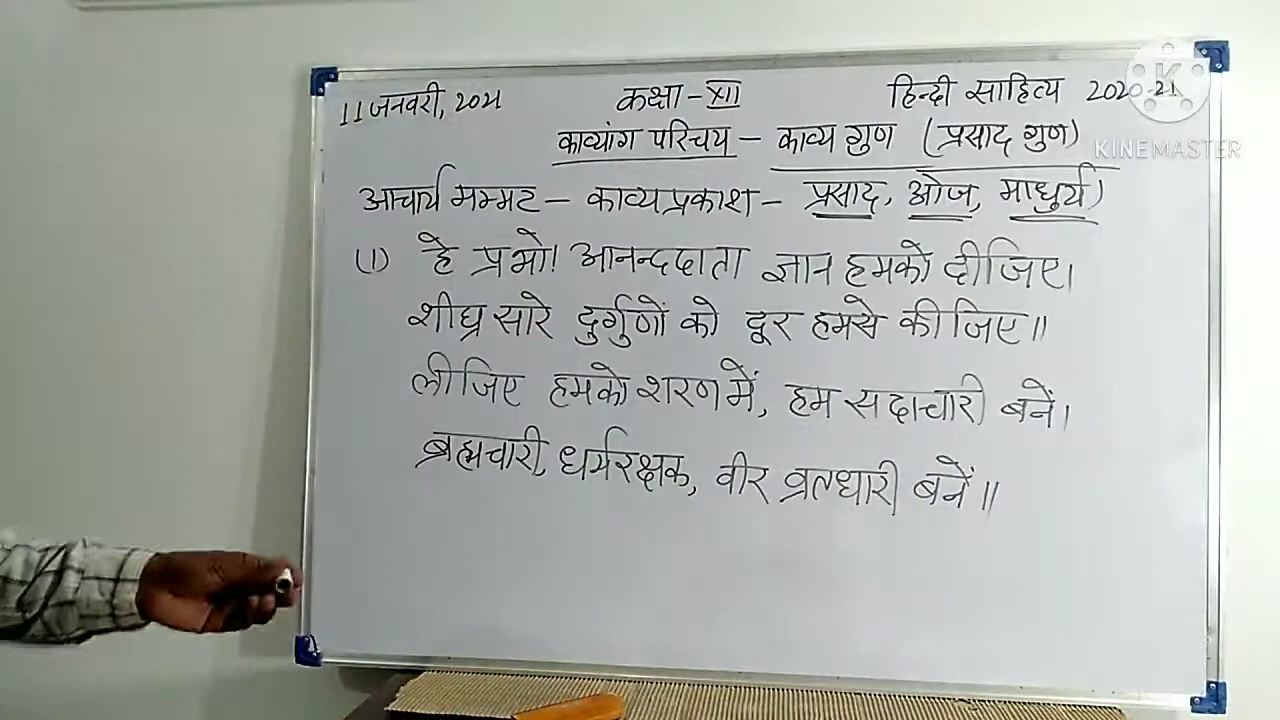 11 जनवरी, 2021 कक्षा - XII हिन्दी साहित्य 2020-21
काव्यांग परिचय - काव्य गुण (प्रसाद गुण)
आचार्य मम्मट - काव्यप्रकाश - प्रसाद, ओज, माधुर्य)
(1) हे प्रभो! आनन्ददाता ज्ञान हमको दीजिए।
शीघ्र सारे दुर्गुणों को दूर हमसे कीजिए॥
लीजिए हमको शरण में, हम सदाचारी बनें।
ब्रह्मचारी, धर्मरक्षक, वीर व्रतधारी बनें॥
K
KINEMASTER